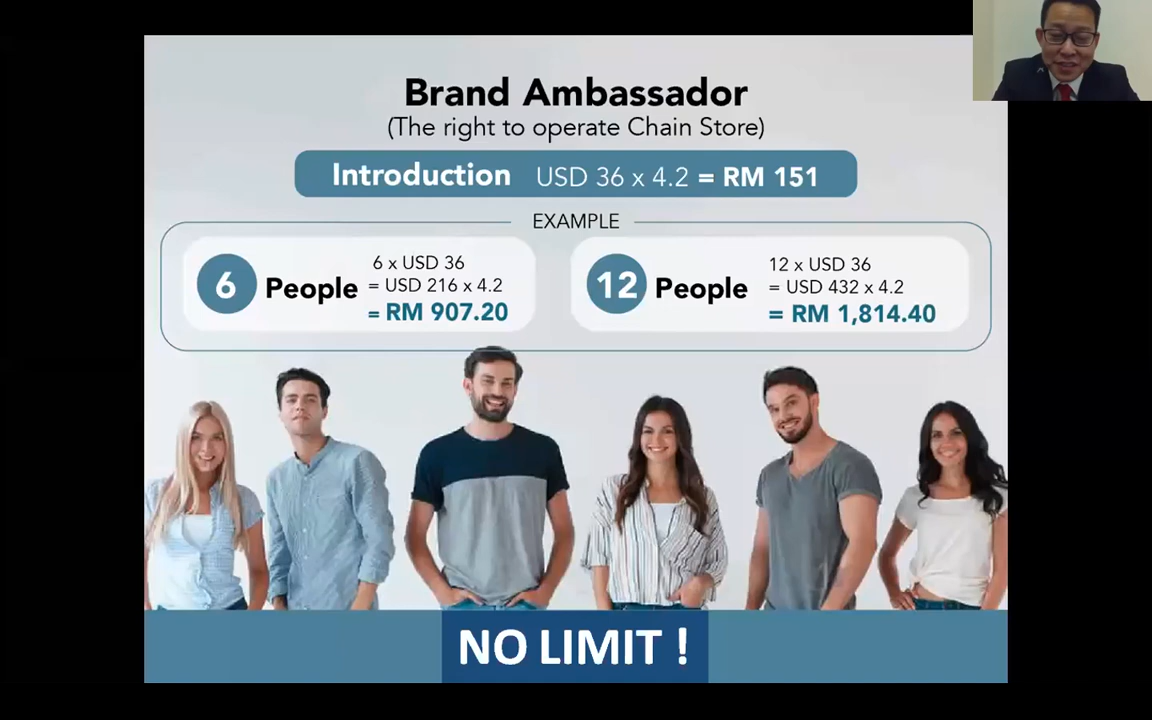 Brand Ambassador
(The right to operate Chain Store)
Introduction USD 36 x 4.2 = RM 151
EXAMPLE
6 People
6 x USD 36
= USD 216 x 4.2
= RM 907.20
12 People
12 x USD 36
= USD 432 x 4.2
= RM 1,814.40
NO LIMIT !